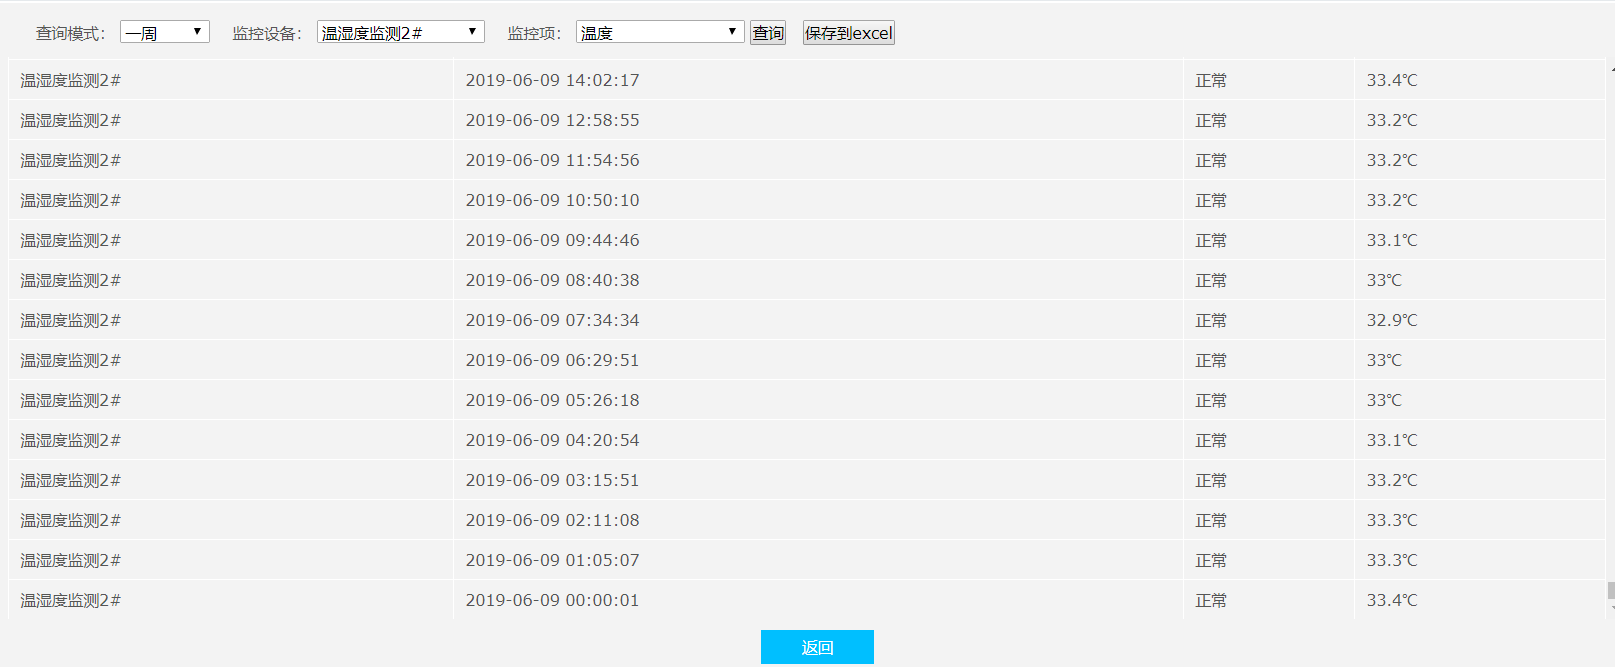 查询模式： 一周 监控设备： 温湿度监测2# 监控项： 温度 查询 保存到excel
温湿度监测2# 2019-06-09 14:02:17 正常 33.4℃
温湿度监测2# 2019-06-09 12:58:55 正常 33.2℃
温湿度监测2# 2019-06-09 11:54:56 正常 33.2℃
温湿度监测2# 2019-06-09 10:50:10 正常 33.2℃
温湿度监测2# 2019-06-09 09:44:46 正常 33.1℃
温湿度监测2# 2019-06-09 08:40:38 正常 33℃
温湿度监测2# 2019-06-09 07:34:34 正常 32.9℃
温湿度监测2# 2019-06-09 06:29:51 正常 33℃
温湿度监测2# 2019-06-09 05:26:18 正常 33℃
温湿度监测2# 2019-06-09 04:20:54 正常 33.1℃
温湿度监测2# 2019-06-09 03:15:51 正常 33.2℃
温湿度监测2# 2019-06-09 02:11:08 正常 33.3℃
温湿度监测2# 2019-06-09 01:05:07 正常 33.3℃
温湿度监测2# 2019-06-09 00:00:01 正常 33.4℃
返回